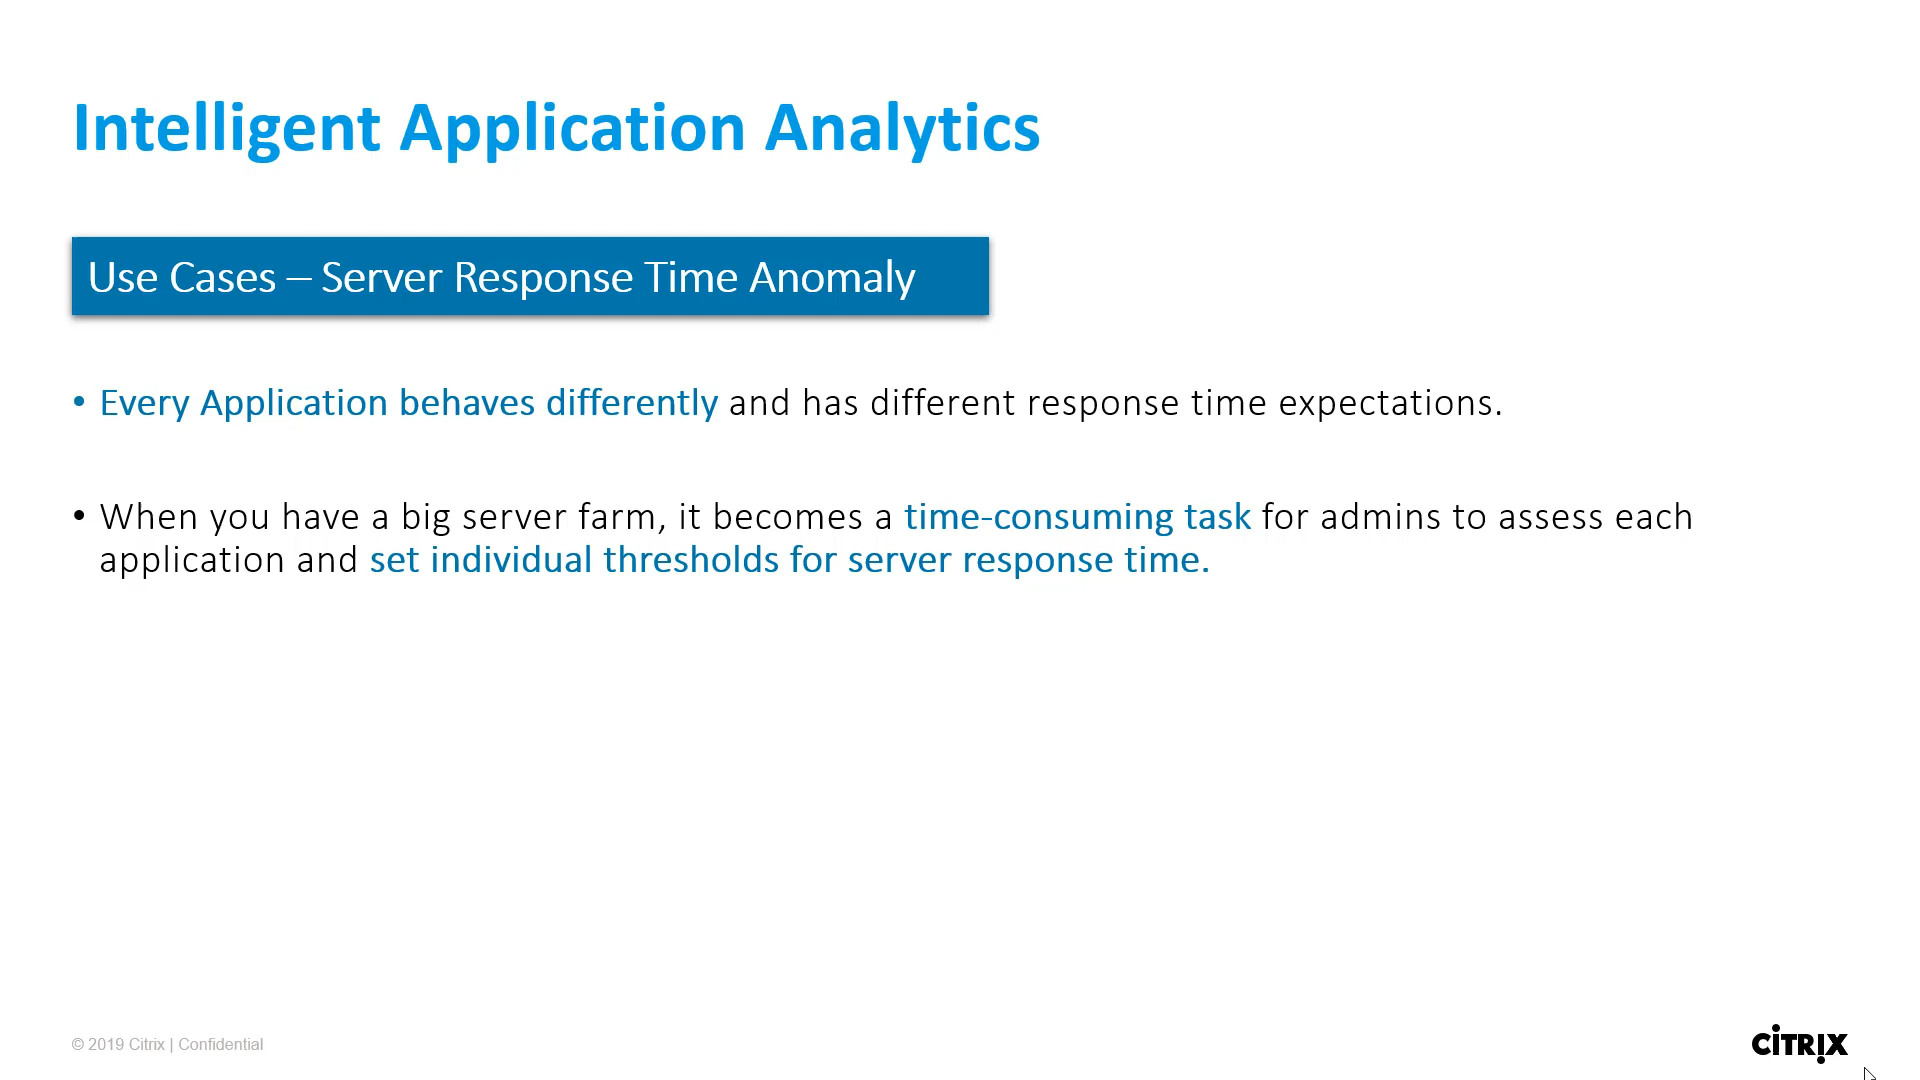 Intelligent Application Analytics
Use Cases – Server Response Time Anomaly
• Every Application behaves differently and has different response time expectations.
• When you have a big server farm, it becomes a time-consuming task for admins to assess each
application and set individual thresholds for server response time.
© 2019 Citrix | Confidential
CİTRIX